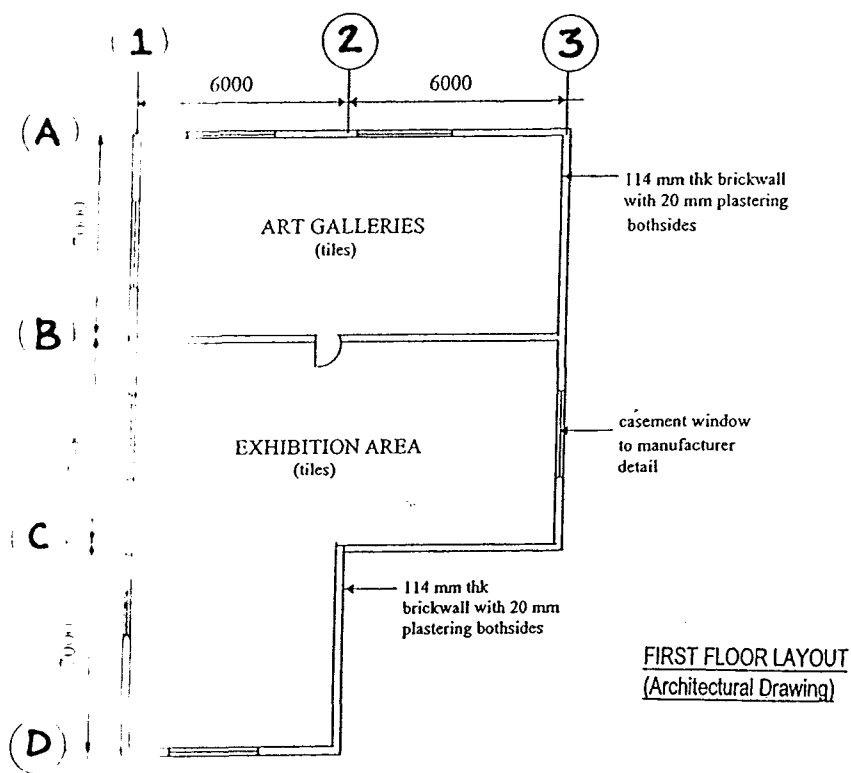 (1)
2
3
6000
6000
(A)
114 mm thk brickwall
with 20 mm plastering
bothsides
ART GALLERIES
(tiles)
(B)
casement window
to manufacturer
detail
EXHIBITION AREA
(tiles)
(C
114 mm thk
brickwall with 20 mm
plastering bothsides
FIRST FLOOR LAYOUT
(Architectural Drawing)
(D)